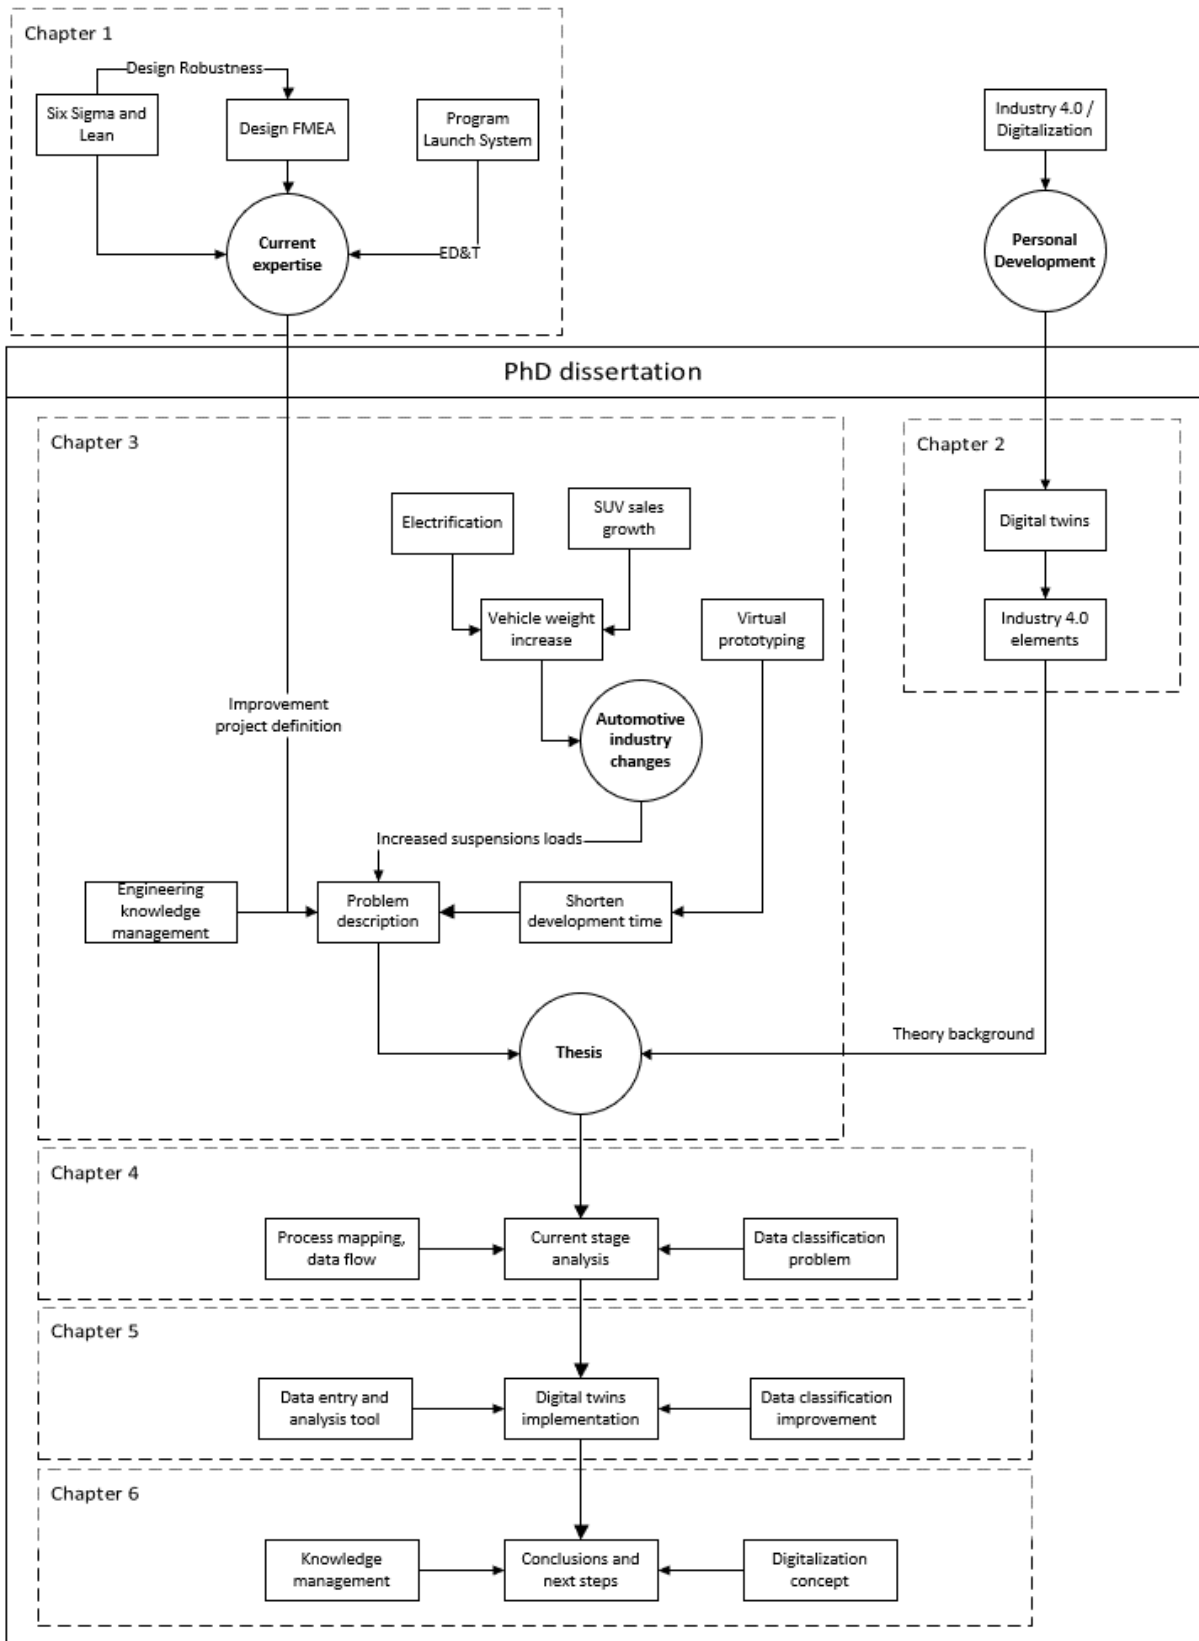 Chapter 1
Design Robustness
Six Sigma and
Lean
Design FMEA
Program
Launch System
Industry 4.0 /
Digitalization
Current
expertise
ED&T
Personal
Development
PhD dissertation
Chapter 3
Chapter 2
Electrification
SUV sales
growth
Digital twins
Vehicle weight
increase
Virtual
prototyping
Industry 4.0
elements
Improvement
project definition
Automotive
industry
changes
Increased suspensions loads
Engineering
knowledge
management
Problem
description
Shorten
development time
Thesis
Theory background
Chapter 4
Process mapping,
data flow
Current stage
analysis
Data classification
problem
Chapter 5
Data entry and
analysis tool
Digital twins
implementation
Data classification
improvement
Chapter 6
Knowledge
management
Conclusions and
next steps
Digitalization
concept